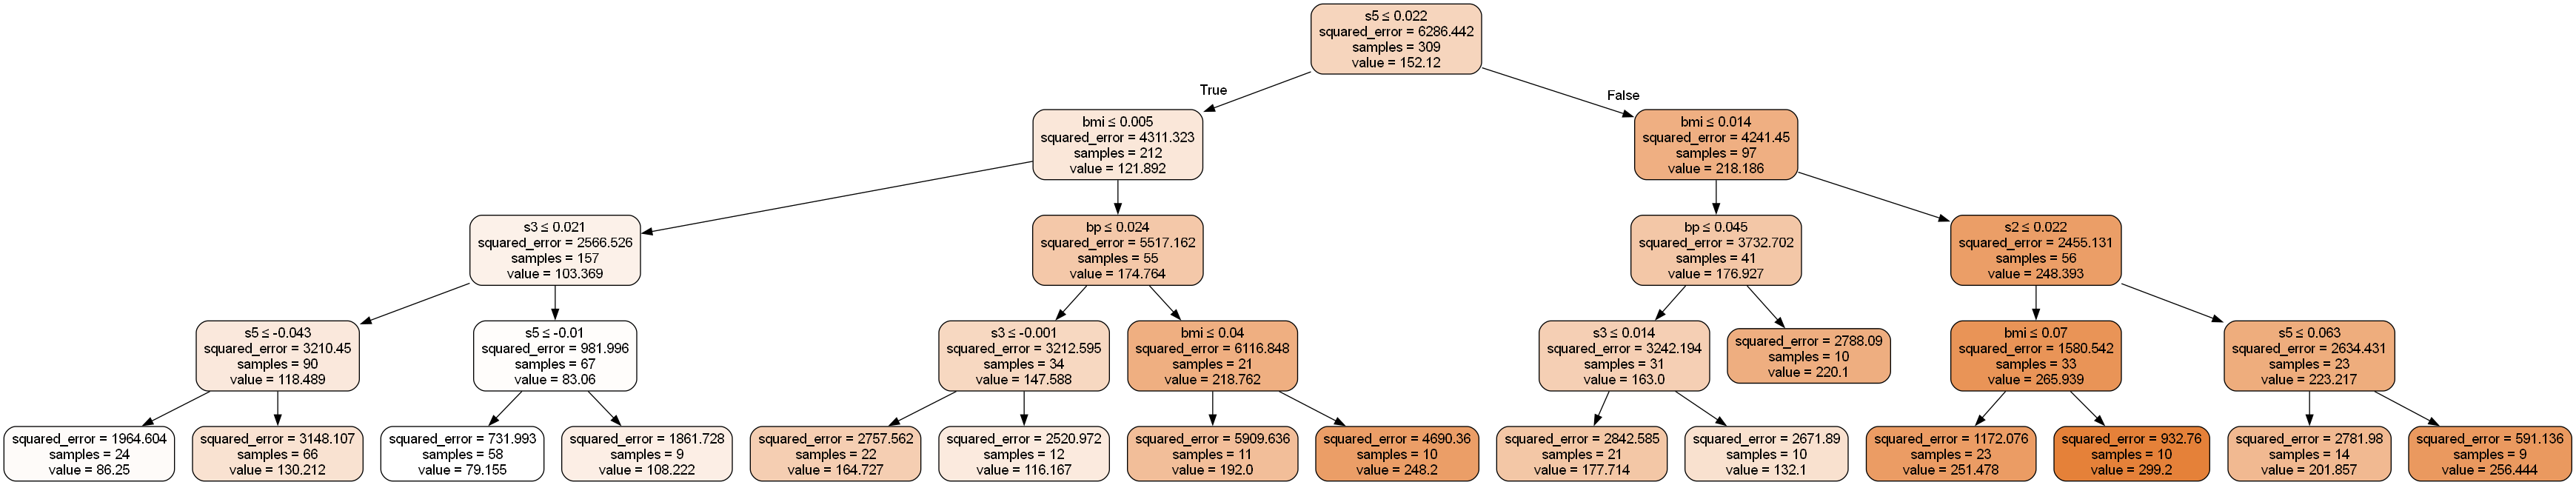 s5 ≤ 0.022
squared_error = 6286.442
samples = 309
value = 152.12
True
False
bmi ≤ 0.005
squared_error = 4311.323
samples = 212
value = 121.892
bmi ≤ 0.014
squared_error = 4241.45
samples = 97
value = 218.186
s3 ≤ 0.021
squared_error = 2566.526
samples = 157
value = 103.369
bp ≤ 0.024
squared_error = 5517.162
samples = 55
value = 174.764
bp ≤ 0.045
squared_error = 3732.702
samples = 41
value = 176.927
s2 ≤ 0.022
squared_error = 2455.131
samples = 56
value = 248.393
s5 ≤ -0.043
squared_error = 3210.45
samples = 90
value = 118.489
s5 ≤ -0.01
squared_error = 981.996
samples = 67
value = 83.06
s3 ≤ -0.001
squared_error = 3212.595
samples = 34
value = 147.588
bmi ≤ 0.04
squared_error = 6116.848
samples = 21
value = 218.762
s3 ≤ 0.014
squared_error = 3242.194
samples = 31
value = 163.0
squared_error = 2788.09
samples = 10
value = 220.1
bmi ≤ 0.07
squared_error = 1580.542
samples = 33
value = 265.939
s5 ≤ 0.063
squared_error = 2634.431
samples = 23
value = 223.217
squared_error = 1964.604
samples = 24
value = 86.25
squared_error = 3148.107
samples = 66
value = 130.212
squared_error = 731.993
samples = 58
value = 79.155
squared_error = 1861.728
samples = 9
value = 108.222
squared_error = 2757.562
samples = 22
value = 164.727
squared_error = 2520.972
samples = 12
value = 116.167
squared_error = 5909.636
samples = 11
value = 192.0
squared_error = 4690.36
samples = 10
value = 248.2
squared_error = 2842.585
samples = 21
value = 177.714
squared_error = 2671.89
samples = 10
value = 132.1
squared_error = 1172.076
samples = 23
value = 251.478
squared_error = 932.76
samples = 10
value = 299.2
squared_error = 2781.98
samples = 14
value = 201.857
squared_error = 591.136
samples = 9
value = 256.444